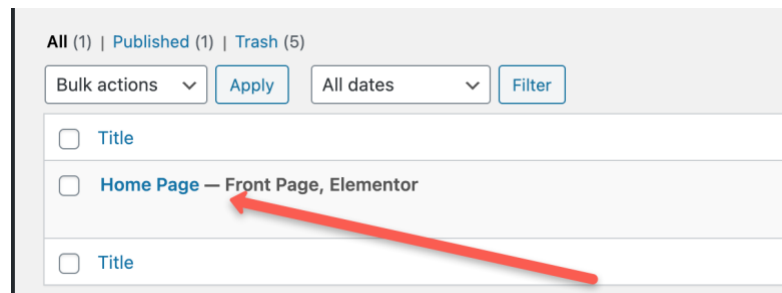 All (1) | Published (1) | Trash (5)
Bulk actions Apply All dates Filter
Title
Home Page — Front Page, Elementor
Title